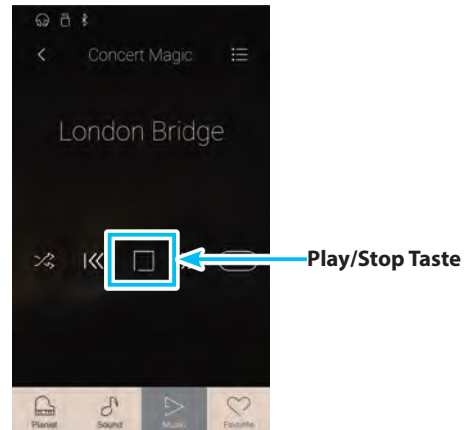 Concert Magic
London Bridge
Play/Stop Taste
Pianist
Sound
Music
Favorite